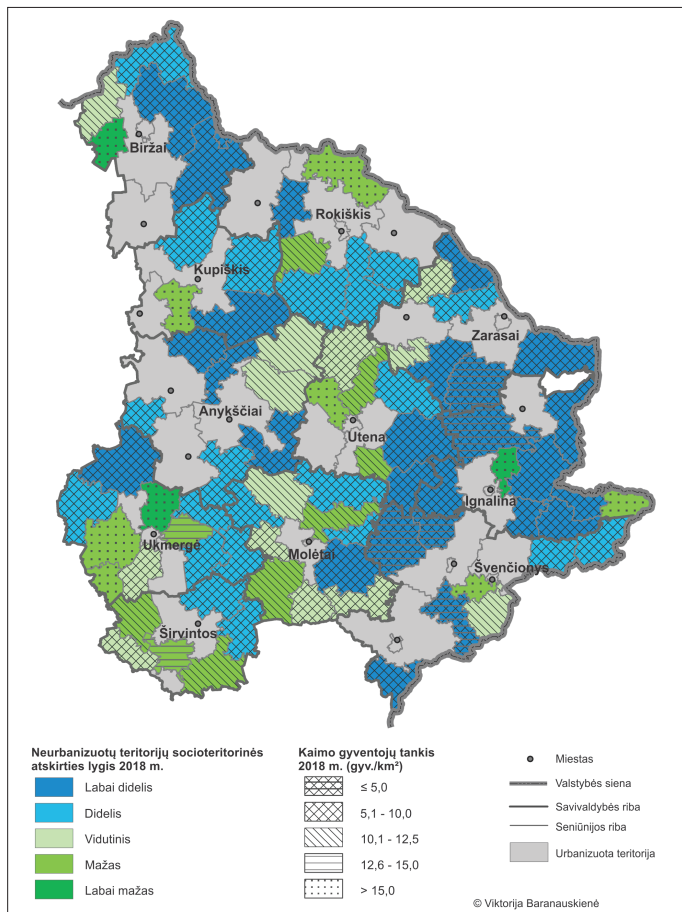 Biržai
Rokiškis
Kupiškis
Zarasai
Anykščiai
Utena
Ignalina
Ukmergė
Molėtai
Švenčionys
Širvintos
Neurbanizuotų teritorijų socioteritorinės
atskirties lygis 2018 m.
Labai didelis
Didelis
Vidutinis
Mažas
Labai mažas
Kaimo gyventojų tankis
2018 m. (gyv./km²)
≤ 5,0
5,1 - 10,0
10,1 - 12,5
12,6 - 15,0
> 15,0
Miestas
Valstybės siena
Savivaldybės riba
Seniūnijos riba
Urbanizuota teritorija
© Viktorija Baranauskienė